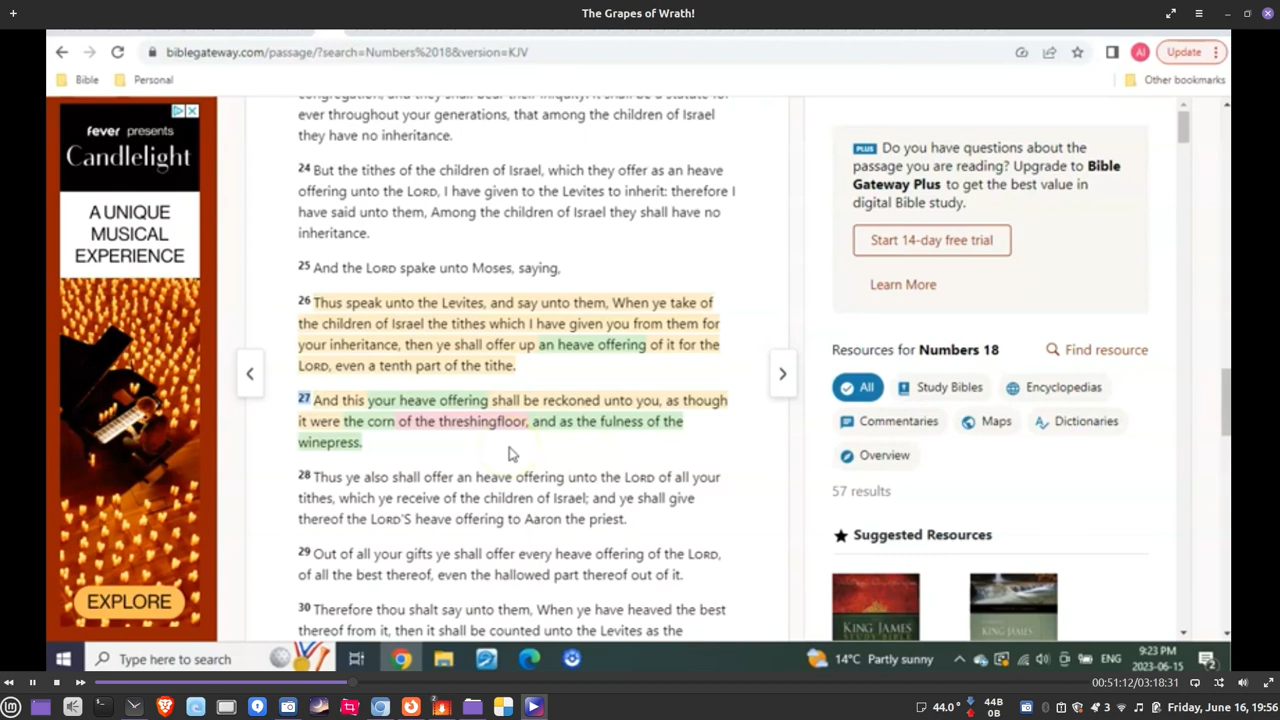 The Grapes of Wrath!
biblegateway.com/passage/?search=Numbers%2018&version=KJV
AI
Update
Bible
Personal
Other bookmarks
fever presents
Candlelight
A UNIQUE
MUSICAL
EXPERIENCE
EXPLORE
congregation, and they shall bear their iniquity: it shall be a statute for
ever throughout your generations, that among the children of Israel
they have no inheritance.
24 But the tithes of the children of Israel, which they offer as an heave
offering unto the LORD, I have given to the Levites to inherit: therefore I
have said unto them, Among the children of Israel they shall have no
inheritance.
25 And the LORD spake unto Moses, saying,
26 Thus speak unto the Levites, and say unto them, When ye take of
the children of Israel the tithes which I have given you from them for
your inheritance, then ye shall offer up an heave offering of it for the
LORD, even a tenth part of the tithe.
27 And this your heave offering shall be reckoned unto you, as though
it were the corn of the threshingfloor, and as the fulness of the
winepress.
28 Thus ye also shall offer an heave offering unto the LORD of all your
tithes, which ye receive of the children of Israel; and ye shall give
thereof the LORD'S heave offering to Aaron the priest.
29 Out of all your gifts ye shall offer every heave offering of the LORD,
of all the best thereof, even the hallowed part thereof out of it.
30 Therefore thou shalt say unto them, When ye have heaved the best
thereof from it, then it shall be counted unto the Levites as the
PLUS Do you have questions about the
passage you are reading? Upgrade to Bible
Gateway Plus to get the best value in
digital Bible study.
Start 14-day free trial
Learn More
Resources for Numbers 18
Find resource
All
Study Bibles
Encyclopedias
Commentaries
Maps
Dictionaries
Overview
57 results
Suggested Resources
KING JAMES
Type here to search
14°C Partly sunny
ENG
9:23 PM
2023-06-15
2
00:51:12/03:18:31
44.0°
44B
0B
3
Friday, June 16, 19:56